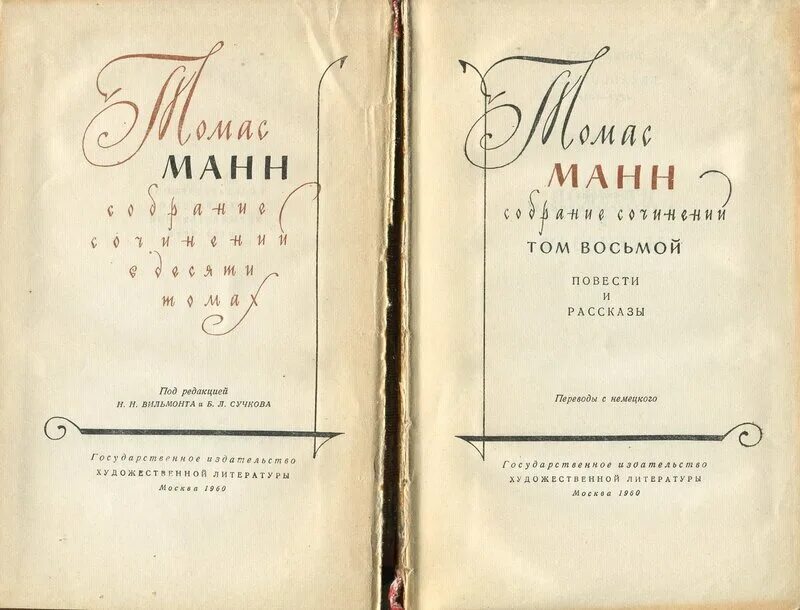 Томас
МАНН
собрание
сочинений
в десяти
томах
Под редакцией
Н. Н. ВИЛЬМОНТА и Б. Л. СУЧКОВА
Государственное издательство
ХУДОЖЕСТВЕННОЙ ЛИТЕРАТУРЫ
Москва 1960
Томас
МАНН
собрание сочинений
ТОМ ВОСЬМОЙ
ПОВЕСТИ
И
РАССКАЗЫ
Переводы с немецкого
Государственное издательство
ХУДОЖЕСТВЕННОЙ ЛИТЕРАТУРЫ
Москва 1960